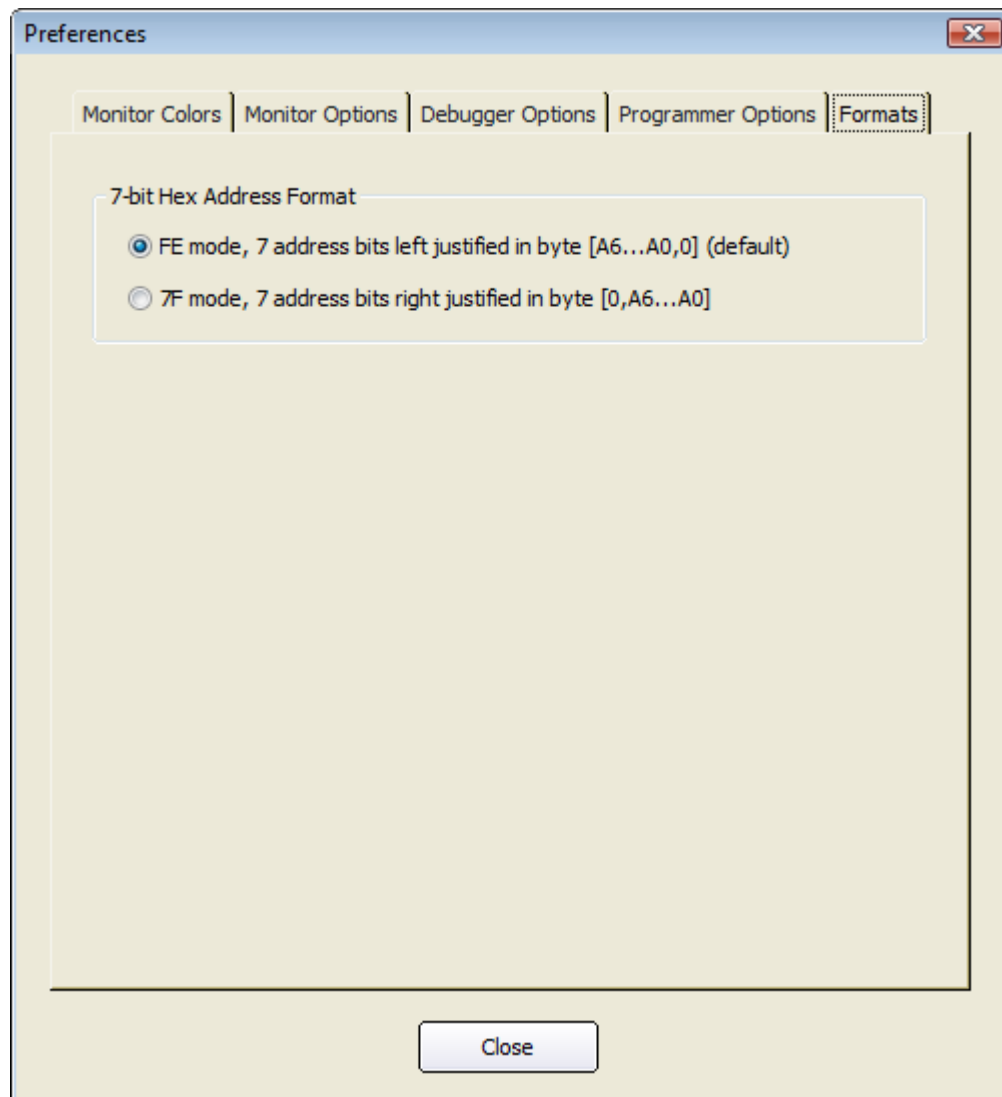 Preferences
Monitor Colors Monitor Options Debugger Options Programmer Options Formats
7-bit Hex Address Format
FE mode, 7 address bits left justified in byte [A6...A0,0] (default)
7F mode, 7 address bits right justified in byte [0,A6...A0]
Close